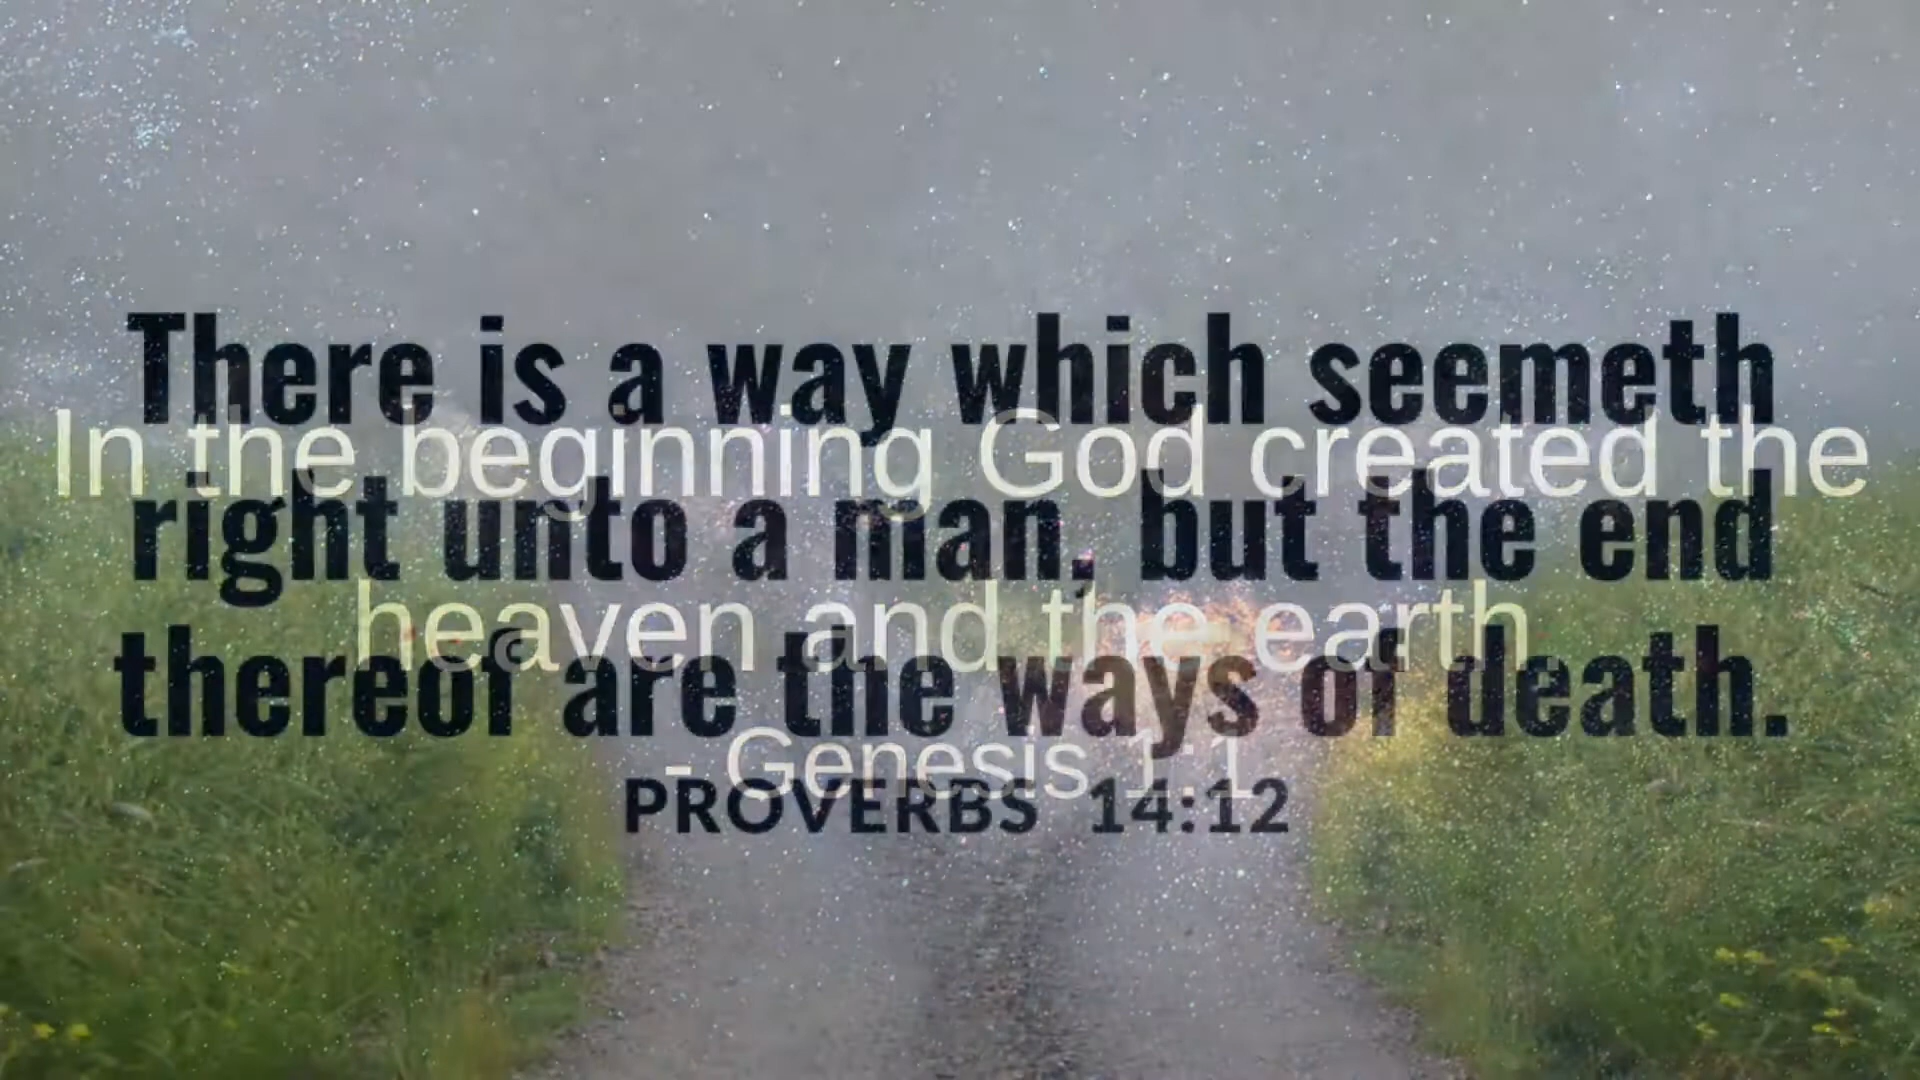 There is a way which seemeth
right unto a man, but the end
thereof are the ways of death.
PROVERBS 14:12
In the beginning God created the
heaven and the earth
- Genesis 1:1